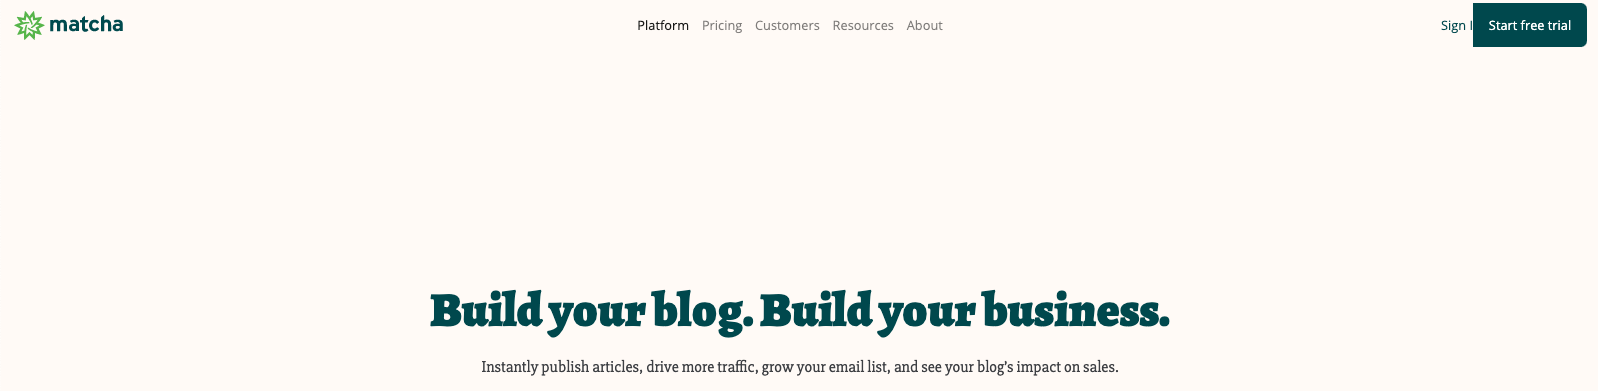 matcha
Platform Pricing Customers Resources About
Sign I
Start free trial
Build your blog. Build your business.
Instantly publish articles, drive more traffic, grow your email list, and see your blog's impact on sales.